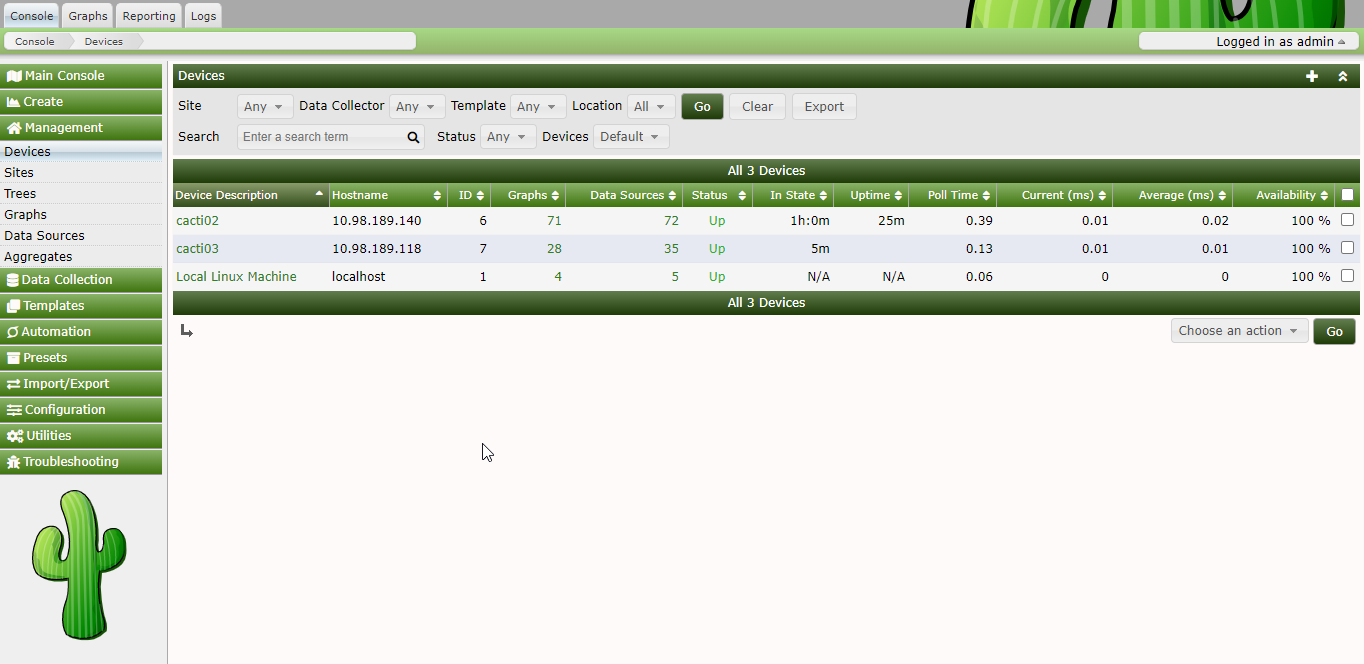 Console Graphs Reporting Logs
Console Devices Logged in as admin
Main Console
Create
Management
Devices
Sites
Trees
Graphs
Data Sources
Aggregates
Data Collection
Templates
Automation
Presets
Import/Export
Configuration
Utilities
Troubleshooting
Devices
Site Any Data Collector Any Template Any Location All Go Clear Export
Search Enter a search term Status Any Devices Default
All 3 Devices
Device Description Hostname ID Graphs Data Sources Status In State Uptime Poll Time Current (ms) Average (ms) Availability
cacti02 10.98.189.140 6 71 72 Up 1h:0m 25m 0.39 0.01 0.02 100 %
cacti03 10.98.189.118 7 28 35 Up 5m 0.13 0.01 0.01 100 %
Local Linux Machine localhost 1 4 5 Up N/A N/A 0.06 0 0 100 %
All 3 Devices
Choose an action Go